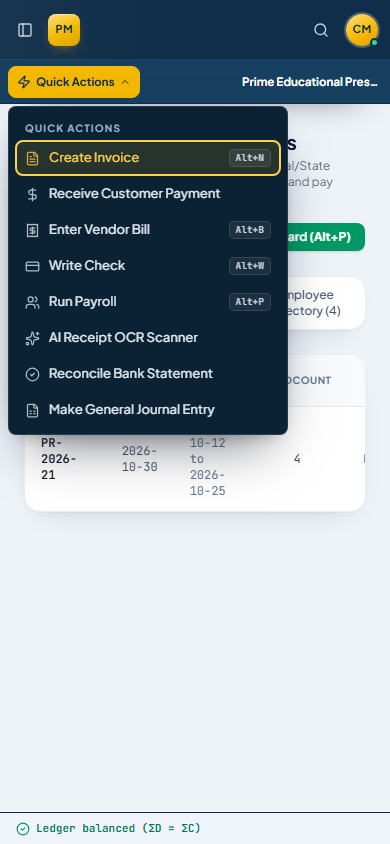 PM
CM
Quick Actions
Prime Educational Pres...
QUICK ACTIONS
Create Invoice Alt+N
al/State
Receive Customer Payment
and pay
Enter Vendor Bill Alt+B
ard (Alt+P)
Write Check Alt+W
Run Payroll Alt+P
ectory (4)
AI Receipt OCR Scanner
Reconcile Bank Statement
Make General Journal Entry
PR-2026-21
2026-10-30
10-12 to 2026-10-25
4
Ledger balanced (ΣD = ΣC)